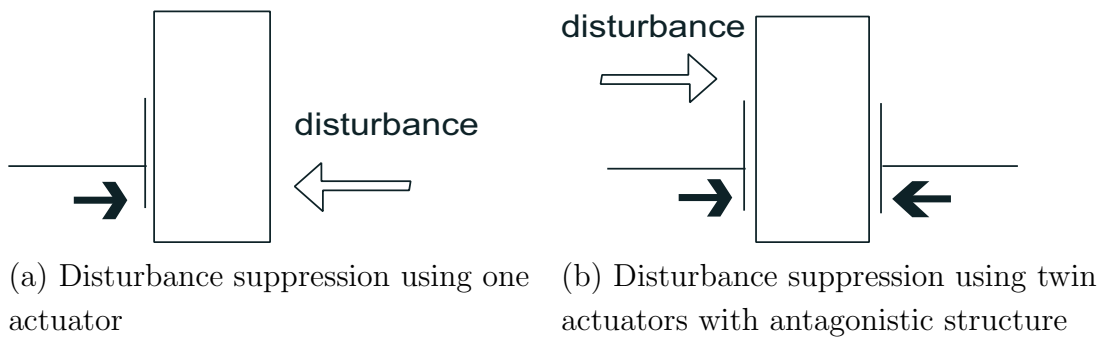 disturbance
disturbance
(a) Disturbance suppression using one
actuator
(b) Disturbance suppression using twin
actuators with antagonistic structure